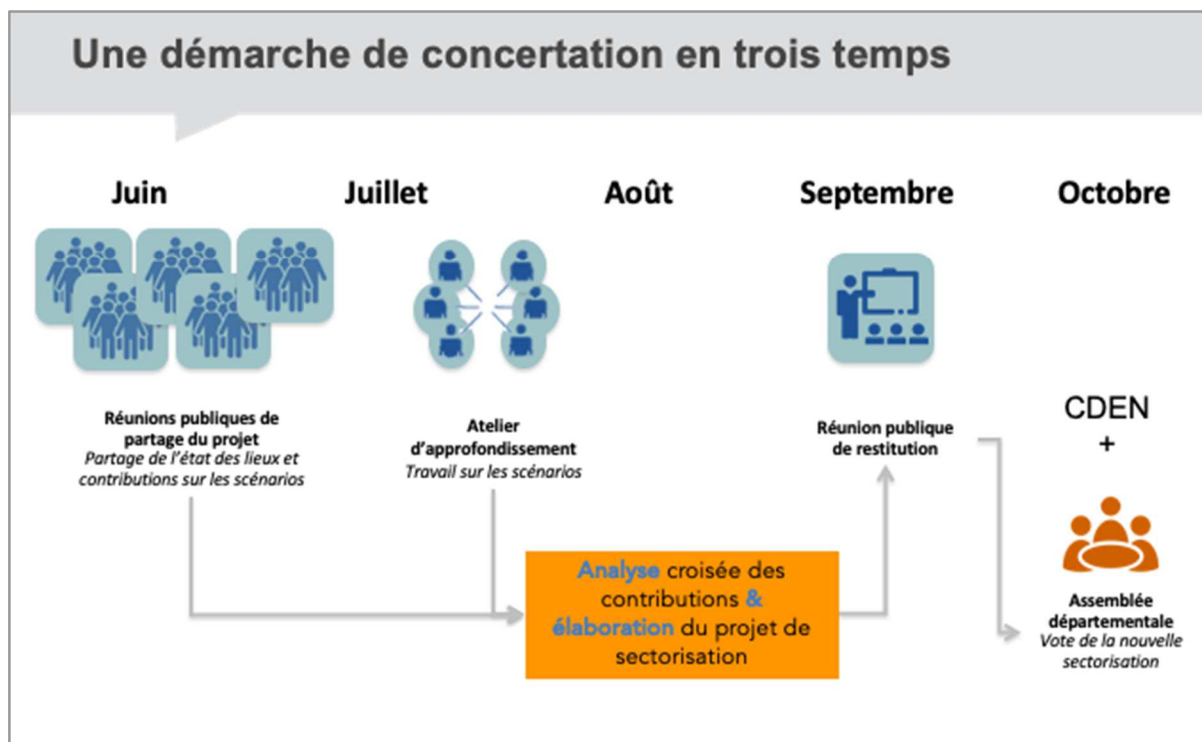 Une démarche de concertation en trois temps
Juin
Juillet
Août
Septembre
Octobre
Réunions publiques de
partage du projet
Partage de l'état des lieux et
contributions sur les scénarios
Atelier
d'approfondissement
Travail sur les scénarios
Analyse croisée des
contributions &
élaboration du projet de
sectorisation
Réunion publique
de restitution
CDEN
+
Assemblée
départementale
Vote de la nouvelle
sectorisation